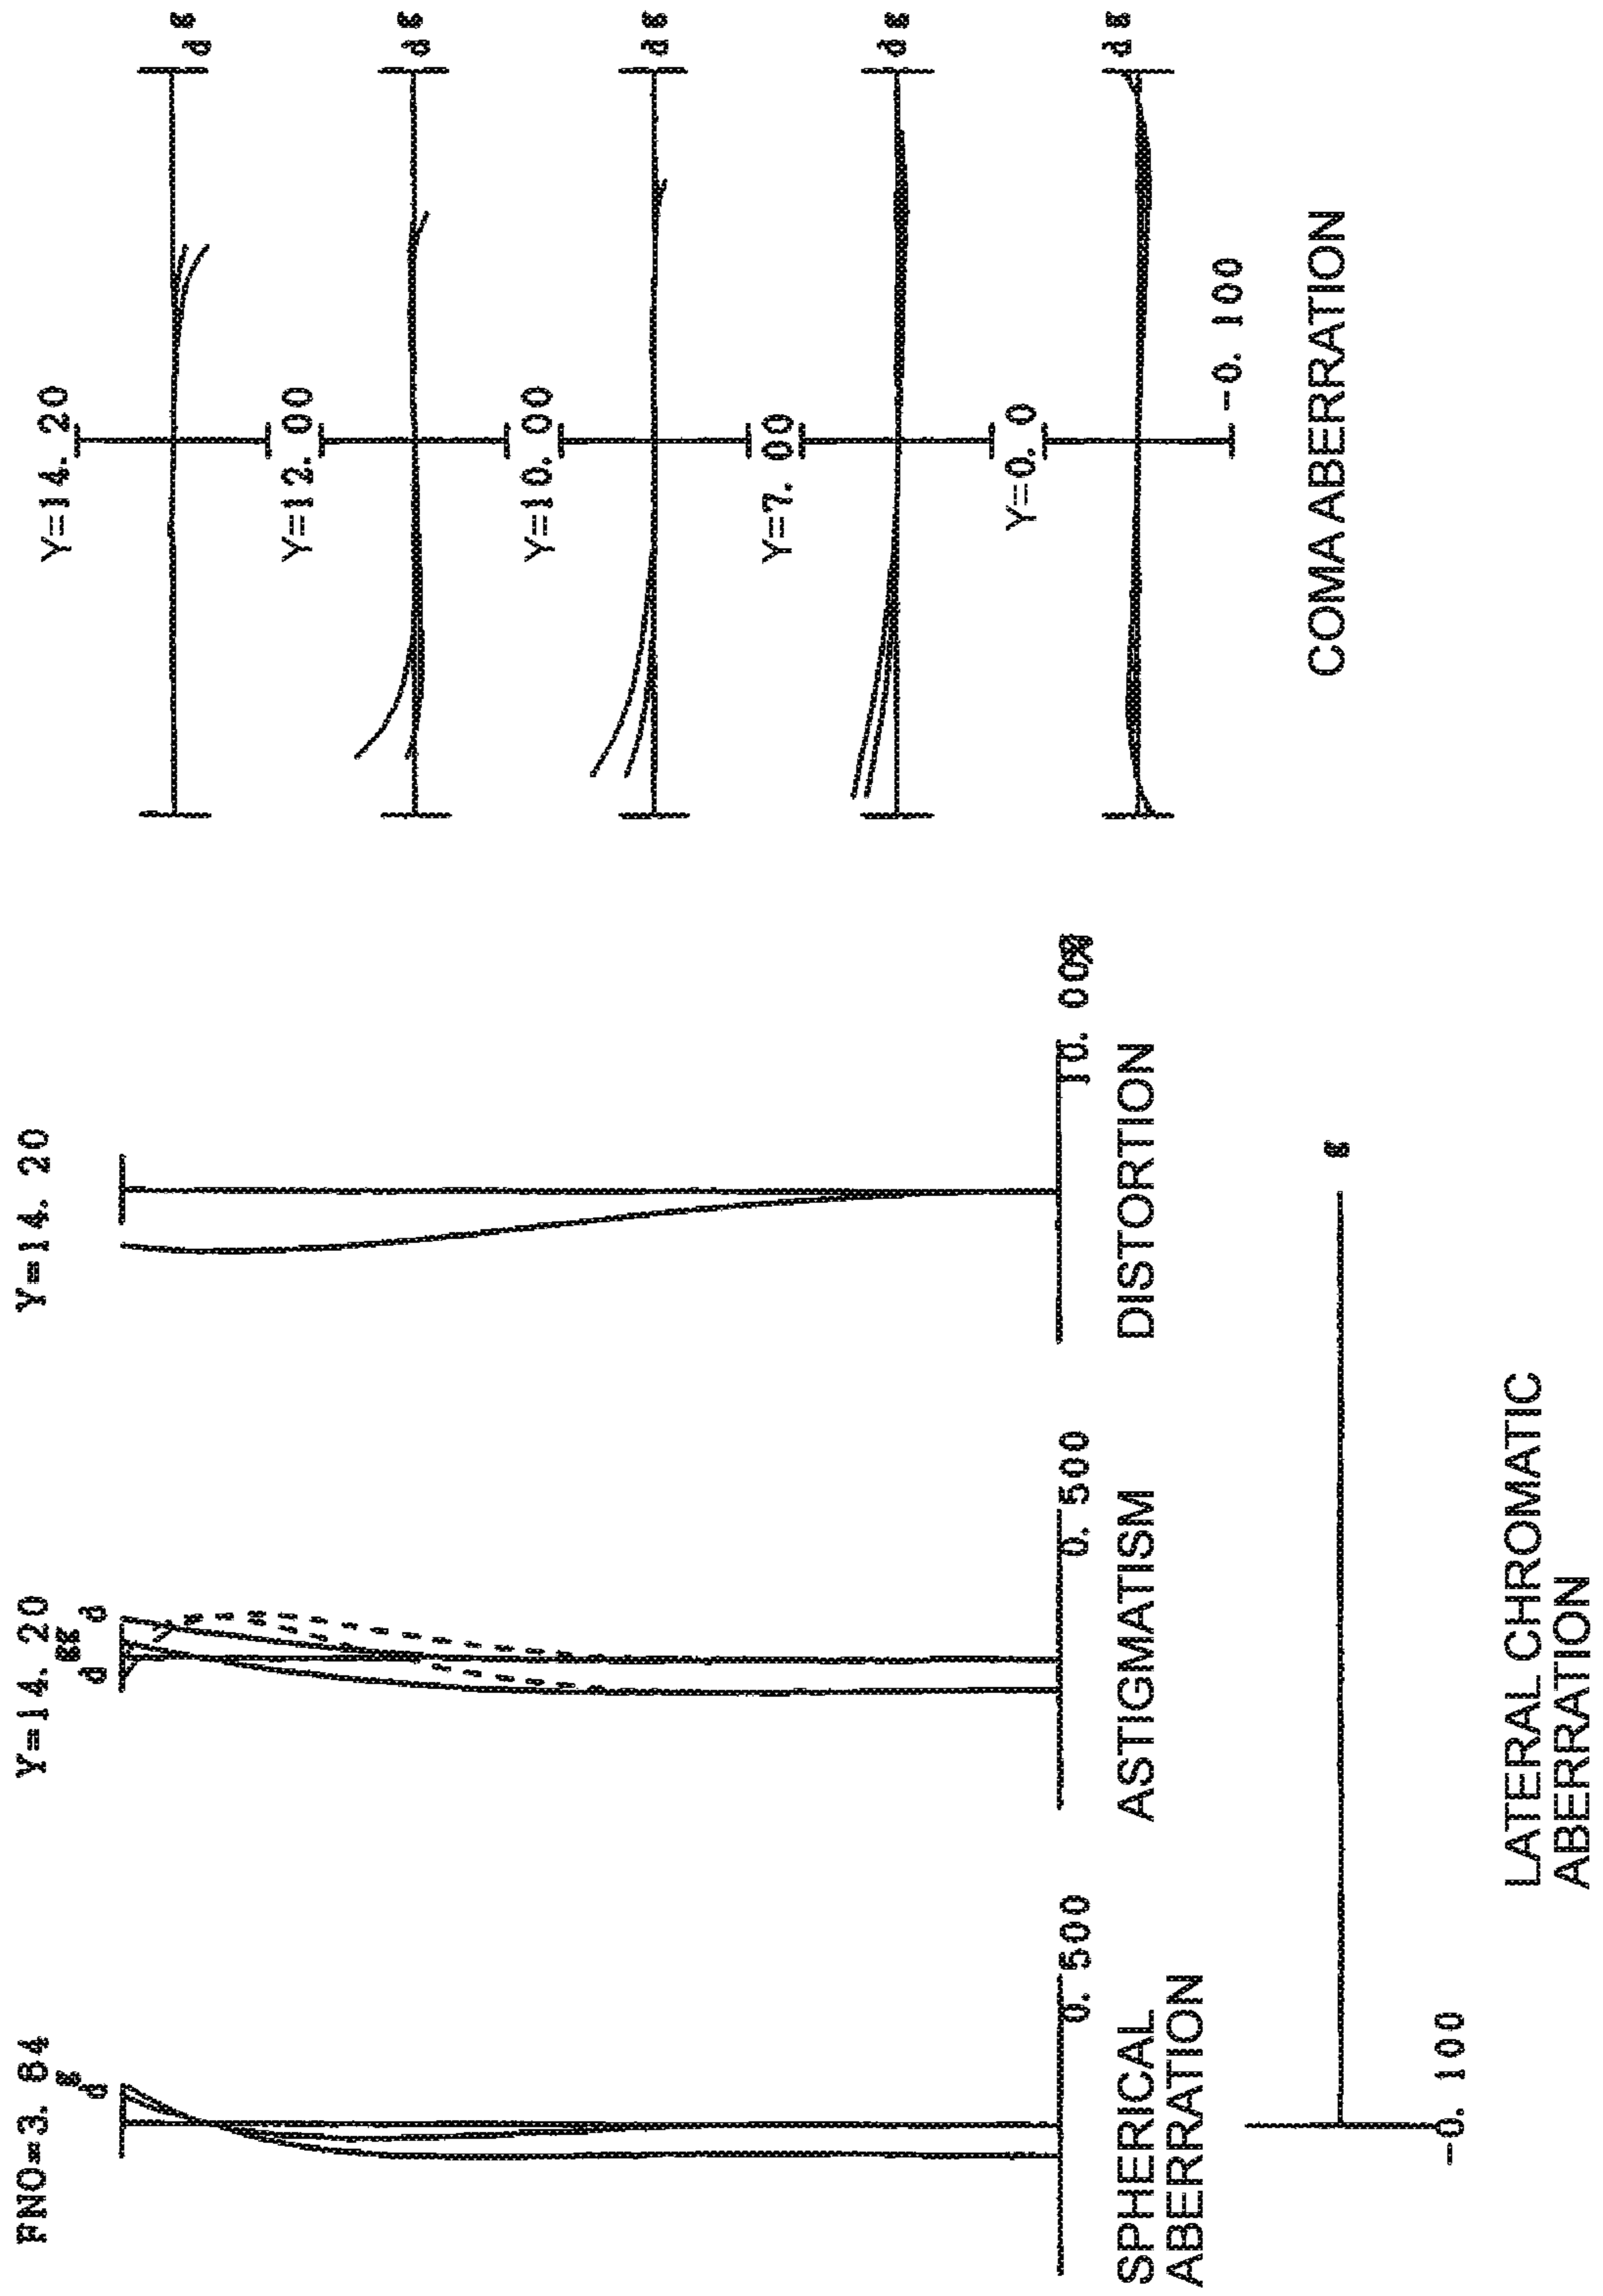 FNO=3. 84
g
d
SPHERICAL
ABERRATION
0. 500
Y=14. 20
gg
d d
ASTIGMATISM
0. 500
Y=14. 20
DISTORTION
10. 00%
Y=14. 20
g
d
Y=12. 00
g
d
Y=10. 00
g
d
Y=7. 00
g
d
Y=0. 0
g
d
-0. 100
COMA ABERRATION
g
-0. 100
LATERAL CHROMATIC
ABERRATION